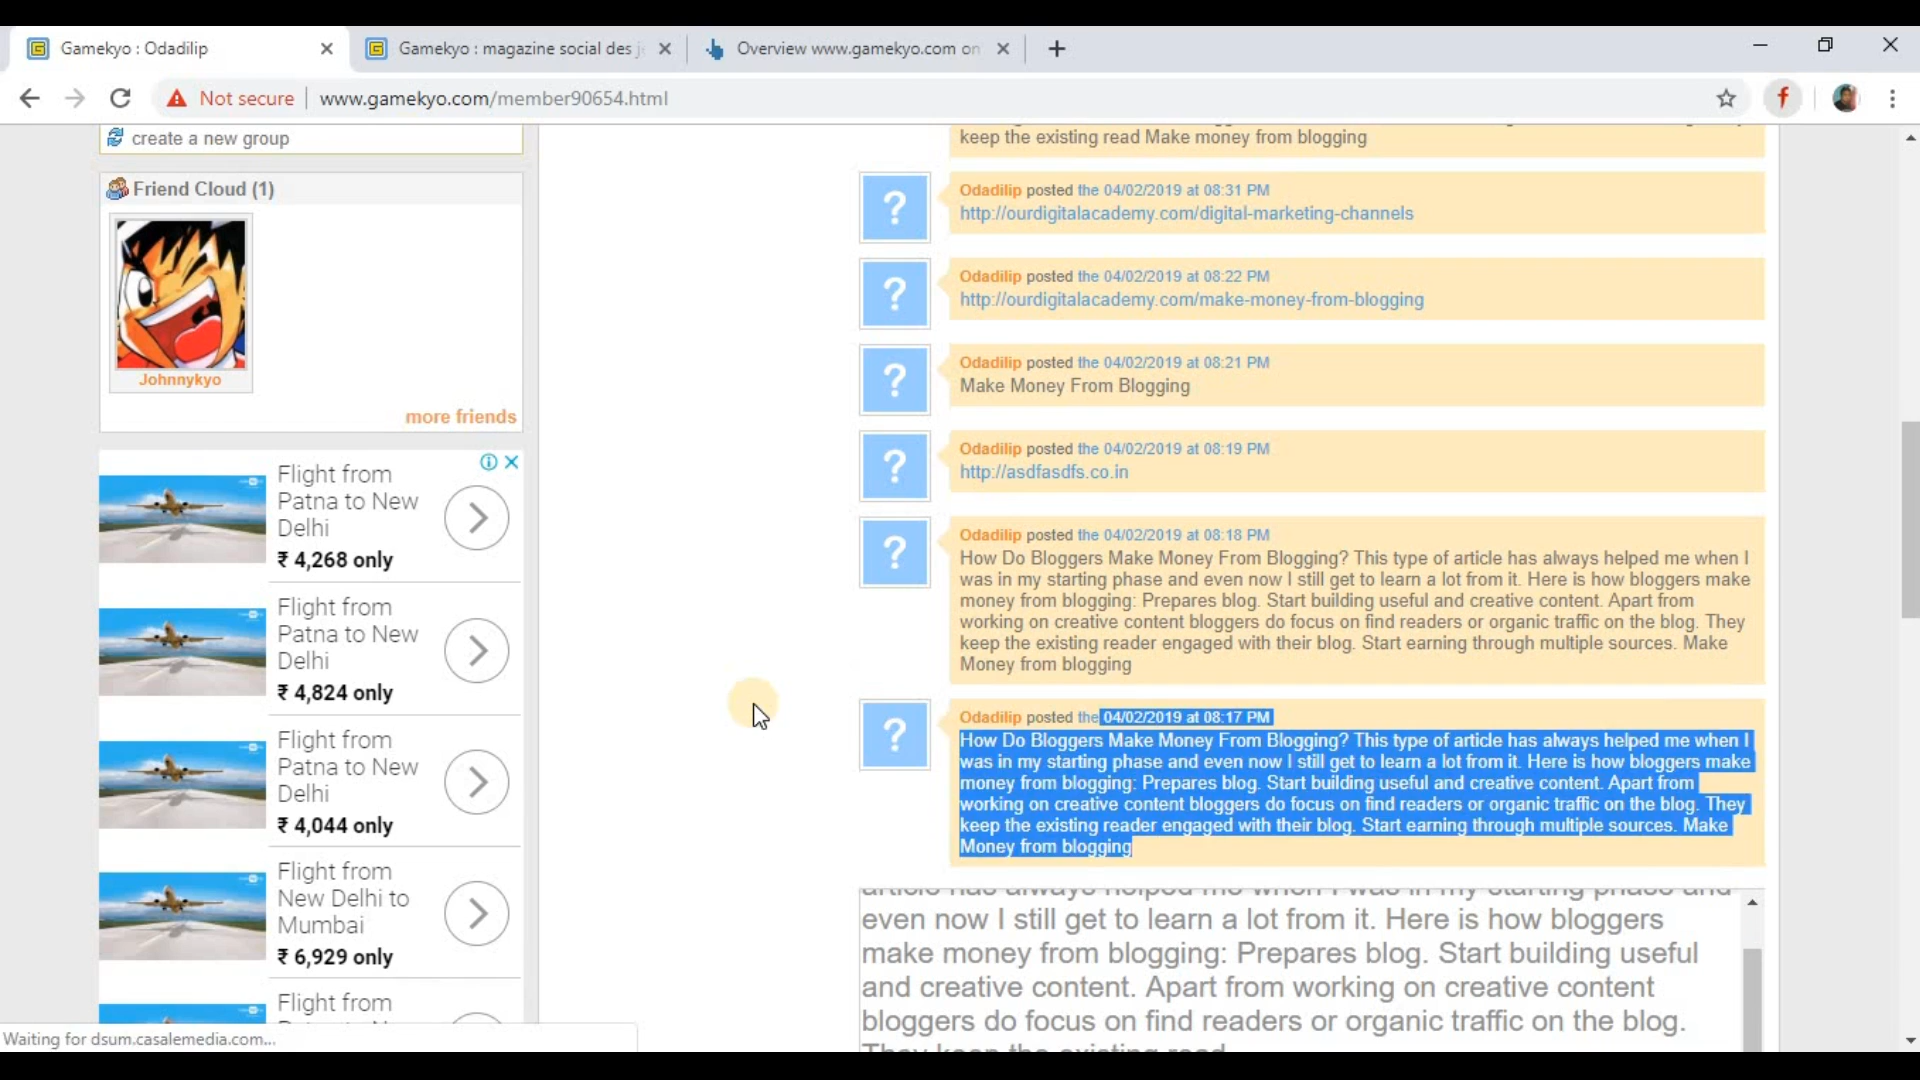 Gamekyo : Odadilip
Gamekyo : magazine social des j
Overview www.gamekyo.com on
Not secure
www.gamekyo.com/member90654.html
create a new group
Friend Cloud (1)
Johnnykyo
more friends
Flight from
Patna to New
Delhi
₹ 4,268 only
Flight from
Patna to New
Delhi
₹ 4,824 only
Flight from
Patna to New
Delhi
₹ 4,044 only
Flight from
New Delhi to
Mumbai
₹ 6,929 only
Flight from
Waiting for dsum.casalemedia.com...
keep the existing read Make money from blogging
Odadilip posted the 04/02/2019 at 08:31 PM
http://ourdigitalacademy.com/digital-marketing-channels
Odadilip posted the 04/02/2019 at 08:22 PM
http://ourdigitalacademy.com/make-money-from-blogging
Odadilip posted the 04/02/2019 at 08:21 PM
Make Money From Blogging
Odadilip posted the 04/02/2019 at 08:19 PM
http://asdfasdfs.co.in
Odadilip posted the 04/02/2019 at 08:18 PM
How Do Bloggers Make Money From Blogging? This type of article has always helped me when I
was in my starting phase and even now I still get to learn a lot from it. Here is how bloggers make
money from blogging: Prepares blog. Start building useful and creative content. Apart from
working on creative content bloggers do focus on find readers or organic traffic on the blog. They
keep the existing reader engaged with their blog. Start earning through multiple sources. Make
Money from blogging
Odadilip posted the 04/02/2019 at 08:17 PM
How Do Bloggers Make Money From Blogging? This type of article has always helped me when I
was in my starting phase and even now I still get to learn a lot from it. Here is how bloggers make
money from blogging: Prepares blog. Start building useful and creative content. Apart from
working on creative content bloggers do focus on find readers or organic traffic on the blog. They
keep the existing reader engaged with their blog. Start earning through multiple sources. Make
Money from blogging
article has always helped me when I was in my starting phase and
even now I still get to learn a lot from it. Here is how bloggers
make money from blogging: Prepares blog. Start building useful
and creative content. Apart from working on creative content
bloggers do focus on find readers or organic traffic on the blog.
They keep the existing read